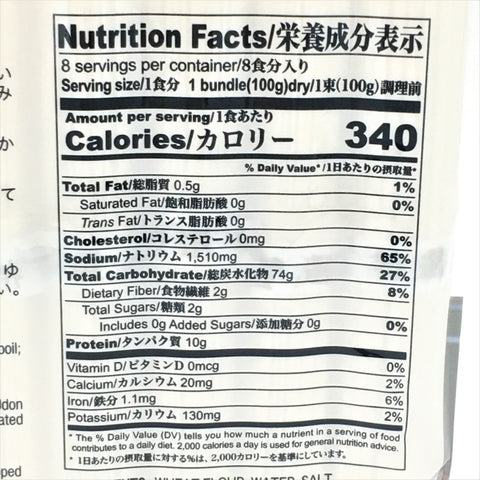 Nutrition Facts/栄養成分表示
8 servings per container/8食分入り
Serving size/1食分 1 bundle(100g)dry/1束(100g)調理前
Amount per serving/1食あたり
Calories/カロリー 340
% Daily Value*/1日あたりの摂取量*
Total Fat/総脂質 0.5g 1%
Saturated Fat/飽和脂肪酸 0g 0%
Trans Fat/トランス脂肪酸 0g
Cholesterol/コレステロール 0mg 0%
Sodium/ナトリウム 1,510mg 65%
Total Carbohydrate/総炭水化物 74g 27%
Dietary Fiber/食物繊維 2g 8%
Total Sugars/糖類 2g
Includes 0g Added Sugars/添加糖分 0g 0%
Protein/タンパク質 10g
Vitamin D/ビタミンD 0mcg 0%
Calcium/カルシウム 20mg 2%
Iron/鉄分 1.1mg 6%
Potassium/カリウム 130mg 2%
* The % Daily Value (DV) tells you how much a nutrient in a serving of food
contributes to a daily diet. 2,000 calories a day is used for general nutrition advice.
* 1日あたりの摂取量に対する%は、2,000カロリーを基準にしています。
い
み
か
て
ゆ
い。
boil;
Udon